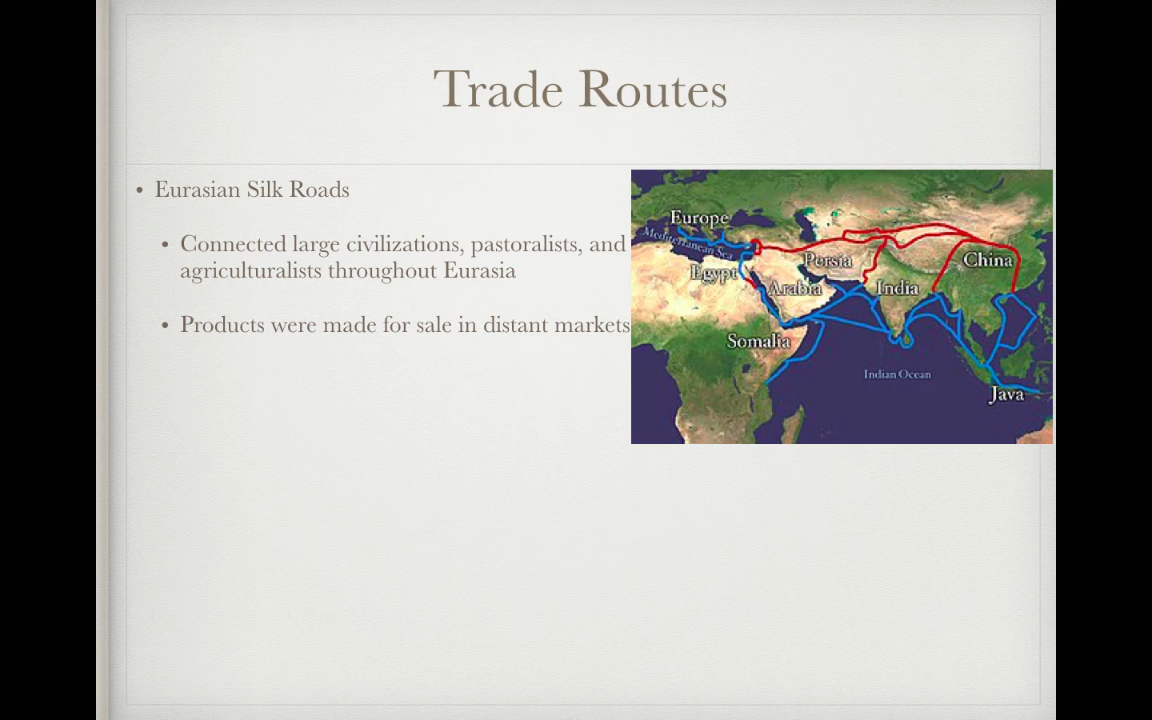 Trade Routes
• Eurasian Silk Roads
• Connected large civilizations, pastoralists, and
agriculturalists throughout Eurasia
• Products were made for sale in distant markets
Europe
Mediterranean Sea
Egypt
Arabia
Persia
India
China
Somalia
Indian Ocean
Java